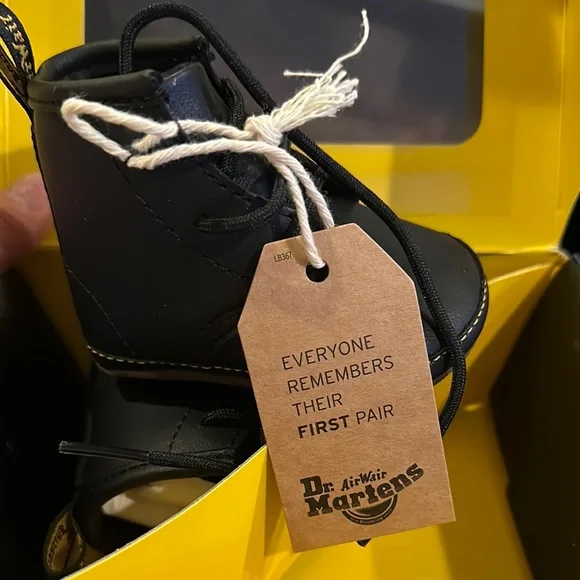 LB367
EVERYONE
REMEMBERS
THEIR
FIRST PAIR
Dr. AirWair
Martens